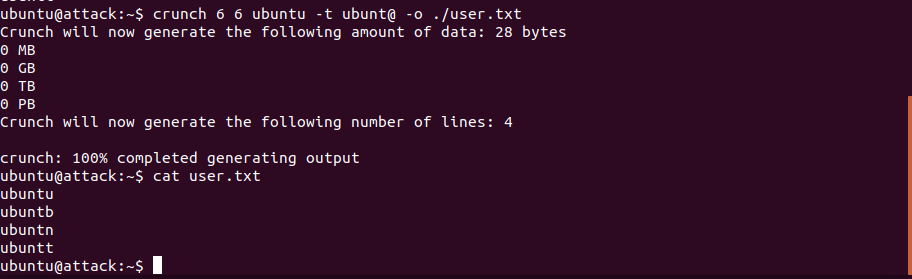 ubuntu@attack:~$ crunch 6 6 ubuntu -t ubunt@ -o ./user.txt
Crunch will now generate the following amount of data: 28 bytes
0 MB
0 GB
0 TB
0 PB
Crunch will now generate the following number of lines: 4
crunch: 100% completed generating output
ubuntu@attack:~$ cat user.txt
ubuntu
ubuntb
ubuntn
ubuntt
ubuntu@attack:~$